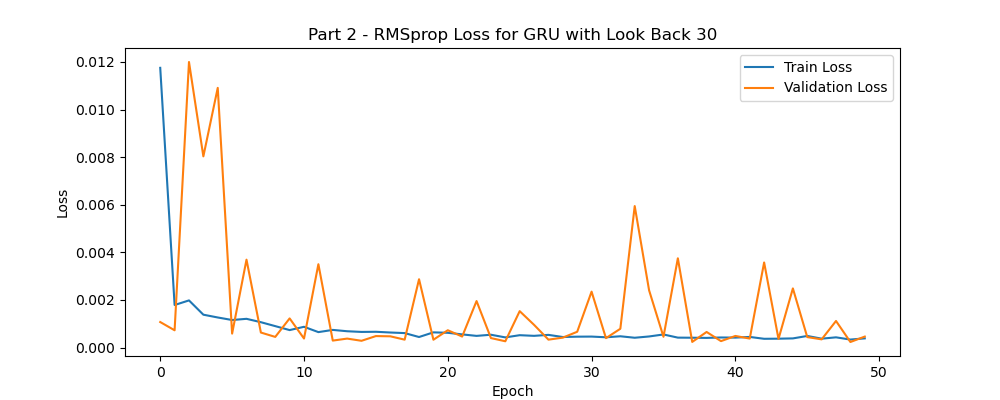 Part 2 - RMSprop Loss for GRU with Look Back 30
Train Loss
Validation Loss
Loss
0.012
0.010
0.008
0.006
0.004
0.002
0.000
0 10 20 30 40 50
Epoch